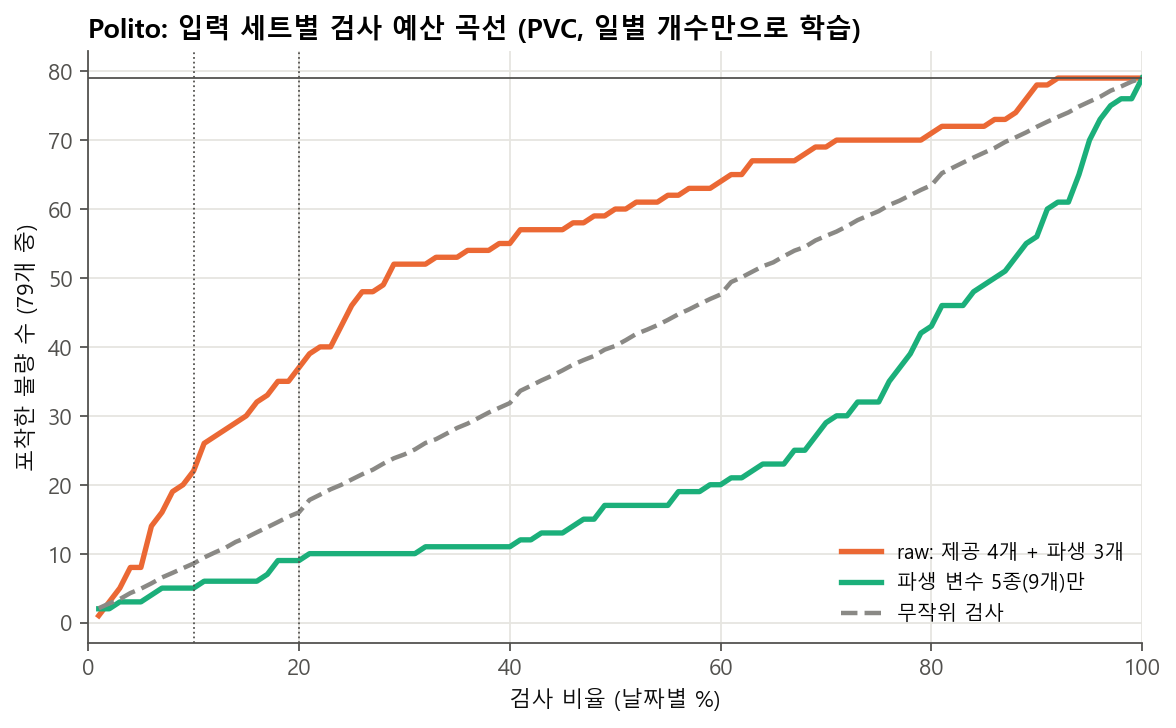 Polito: 입력 세트별 검사 예산 곡선 (PVC, 일별 개수만으로 학습)
포착한 불량 수 (79개 중)
80
70
60
50
40
30
20
10
0
raw: 제공 4개 + 파생 3개
파생 변수 5종(9개)만
무작위 검사
0
20
40
60
80
100
검사 비율 (날짜별 %)